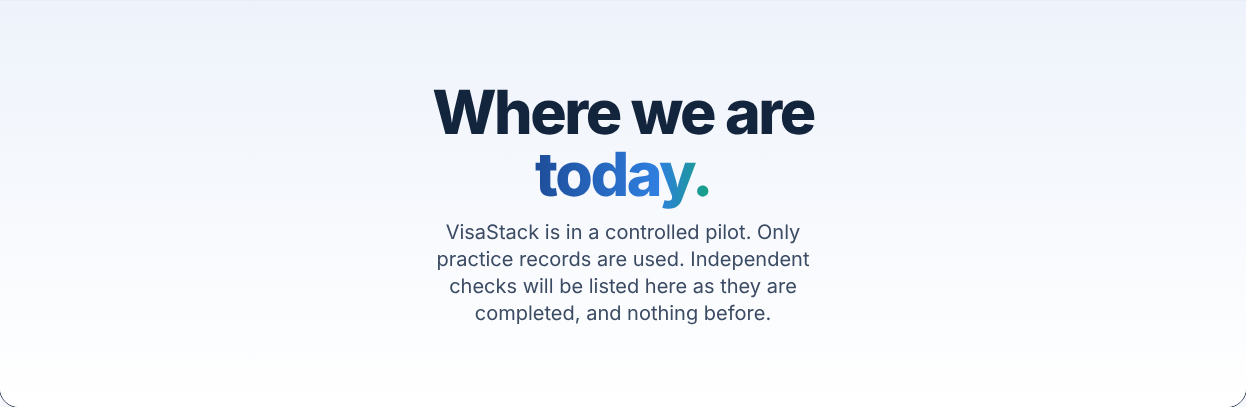 Where we are
today.
VisaStack is in a controlled pilot. Only
practice records are used. Independent
checks will be listed here as they are
completed, and nothing before.